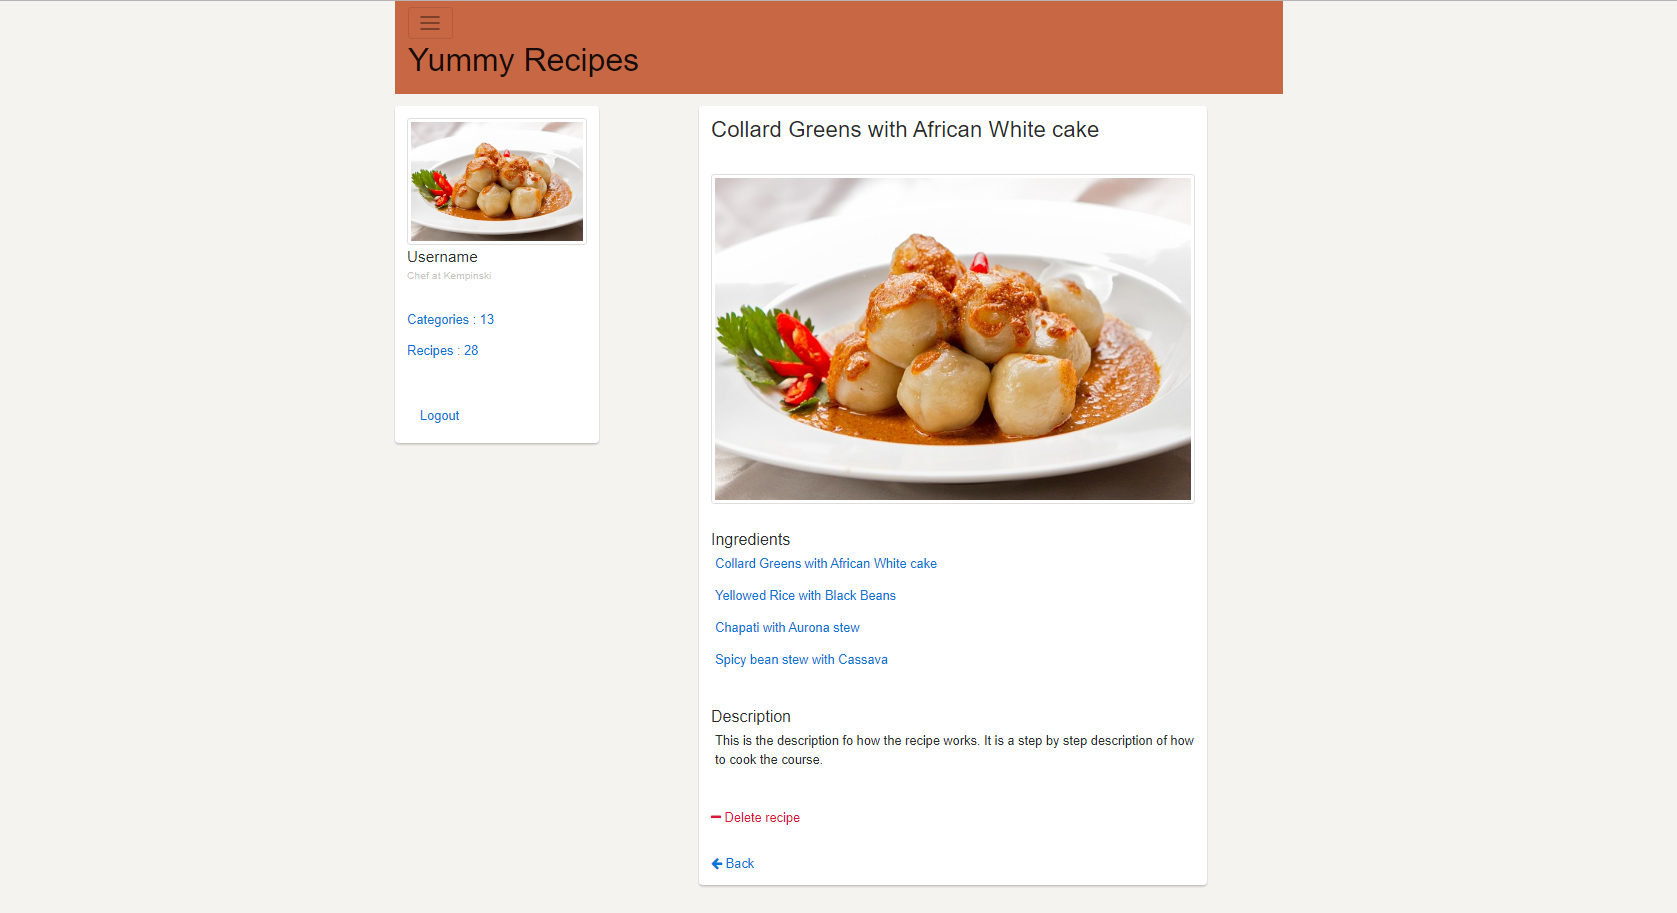 Yummy Recipes
Username
Chef at Kempinski
Categories : 13
Recipes : 28
Logout
Collard Greens with African White cake
Ingredients
Collard Greens with African White cake
Yellowed Rice with Black Beans
Chapati with Aurona stew
Spicy bean stew with Cassava
Description
This is the description fo how the recipe works. It is a step by step description of how
to cook the course.
Delete recipe
Back